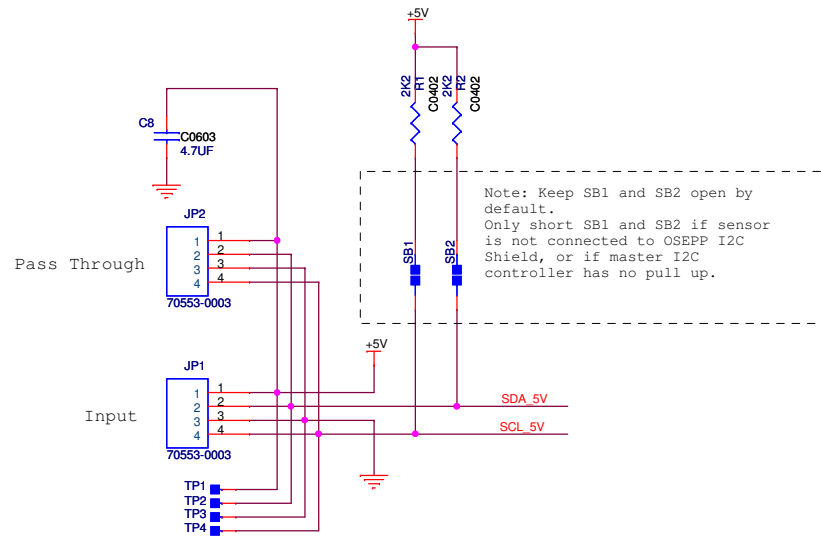 +5V
2K2
R1
C0402
2K2
R2
C0402
C8
C0603
4.7UF
Note: Keep SB1 and SB2 open by
default.
Only short SB1 and SB2 if sensor
is not connected to OSEPP I2C
Shield, or if master I2C
controller has no pull up.
SB1
SB2
JP2
Pass Through
1 1
2 2
3 3
4 4
70553-0003
+5V
JP1
Input
1 1
2 2
3 3
4 4
70553-0003
SDA_5V
SCL_5V
TP1
TP2
TP3
TP4